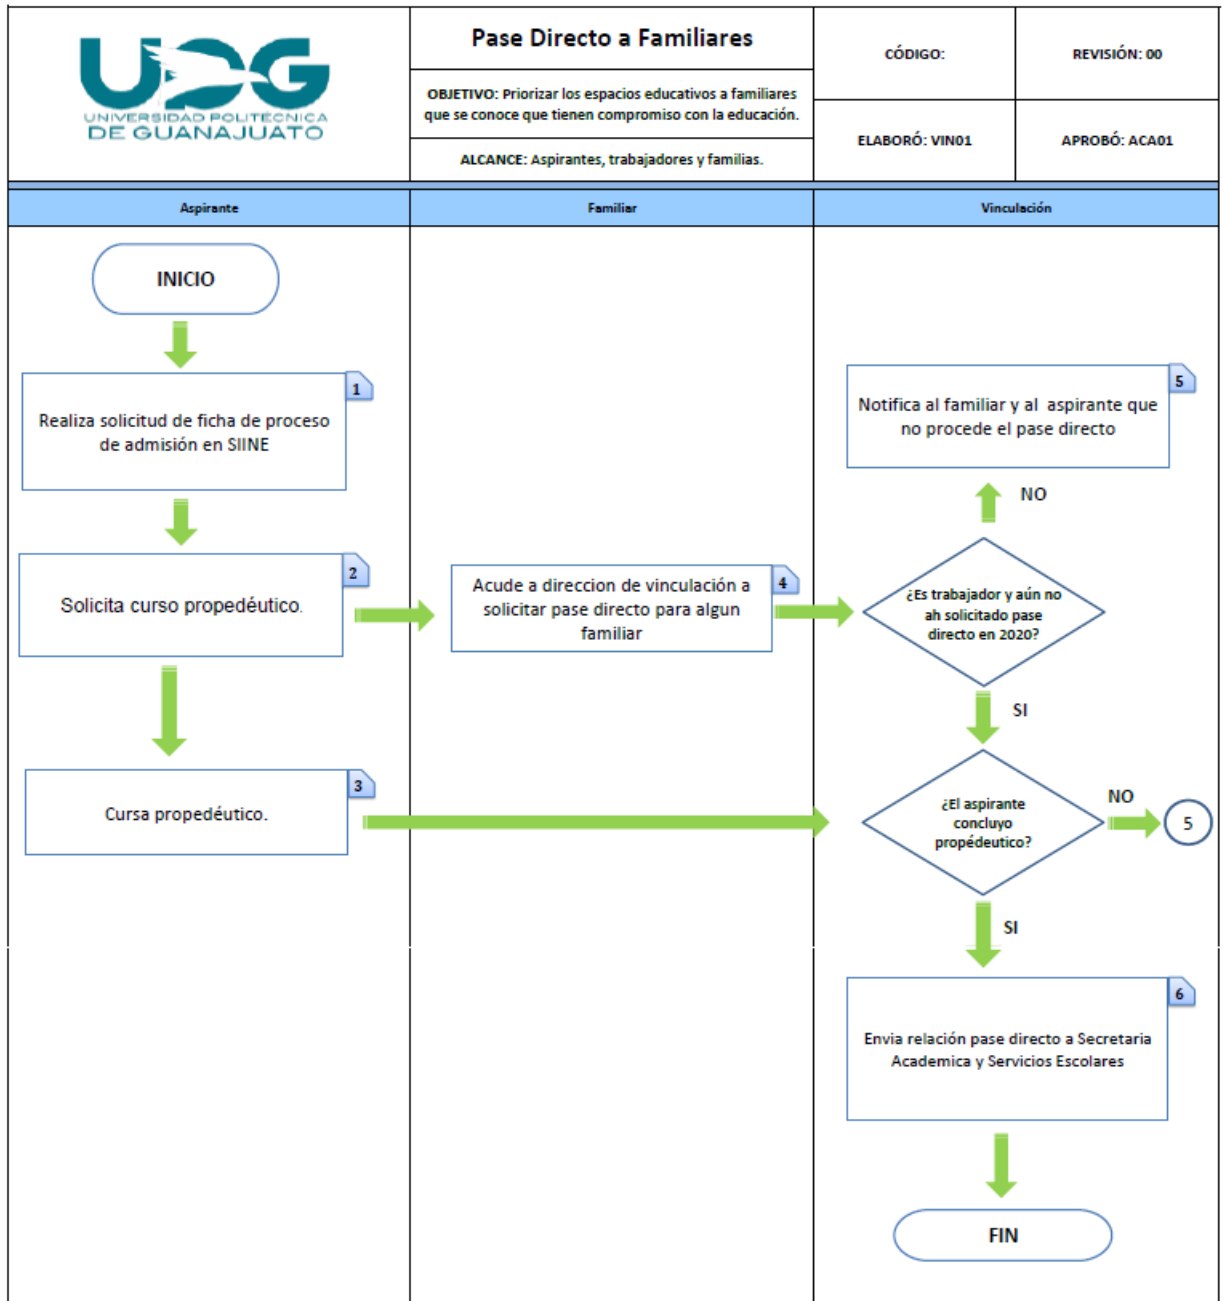 UPG
UNIVERSIDAD POLITÉCNICA
DE GUANAJUATO
Pase Directo a Familiares
OBJETIVO: Priorizar los espacios educativos a familiares
que se conoce que tienen compromiso con la educación.
ALCANCE: Aspirantes, trabajadores y familias.
CÓDIGO:
REVISIÓN: 00
ELABORÓ: VIN01
APROBÓ: ACA01
Aspirante
Familiar
Vinculación
INICIO
1
Realiza solicitud de ficha de proceso
de admisión en SIINE
5
Notifica al familiar y al aspirante que
no procede el pase directo
NO
2
Solicita curso propedéutico.
4
Acude a direccion de vinculación a
solicitar pase directo para algun
familiar
¿Es trabajador y aún no
ah solicitado pase
directo en 2020?
SI
3
Cursa propedéutico.
¿El aspirante
concluyo
propédeutico?
NO
5
SI
6
Envia relación pase directo a Secretaria
Academica y Servicios Escolares
FIN